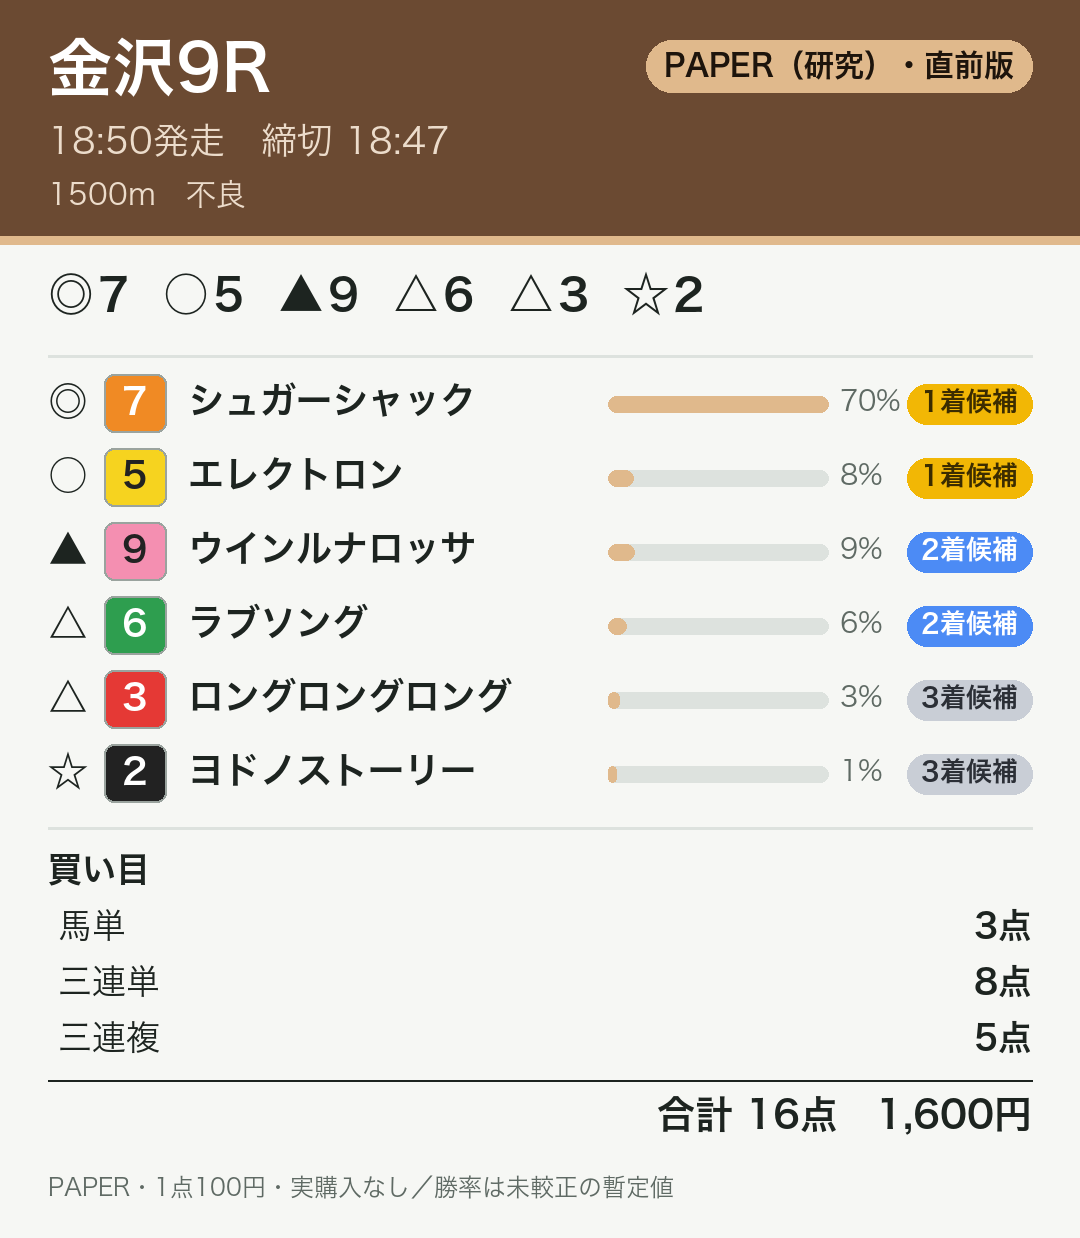 金沢9R
PAPER（研究）・直前版
18:50発走　締切 18:47
1500m　不良
◎7 ○5 ▲9 △6 △3 ☆2
◎ 7 シュガーシャック 70% 1着候補
○ 5 エレクトロン 8% 1着候補
▲ 9 ウインルナロッサ 9% 2着候補
△ 6 ラブソング 6% 2着候補
△ 3 ロングロングロング 3% 3着候補
☆ 2 ヨドノストーリー 1% 3着候補
買い目
馬単 3点
三連単 8点
三連複 5点
合計 16点　1,600円
PAPER・1点100円・実購入なし／勝率は未較正の暫定値